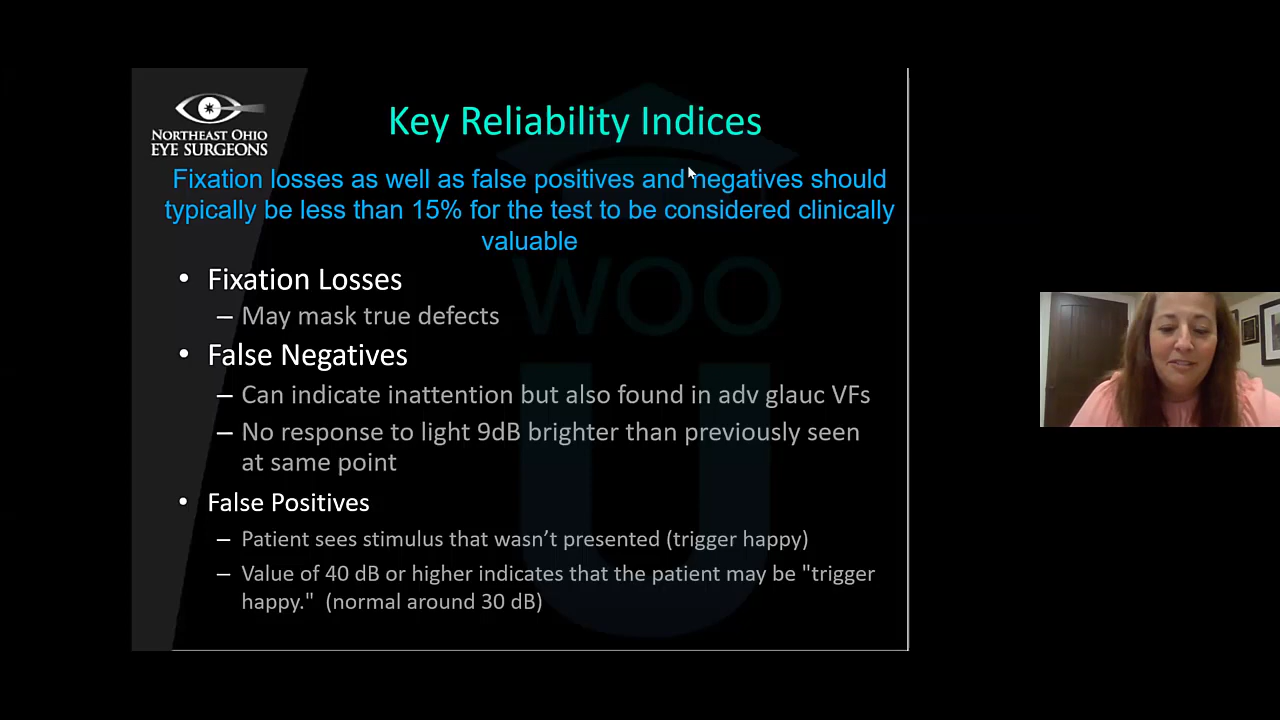 NORTHEAST OHIO
EYE SURGEONS
Key Reliability Indices
Fixation losses as well as false positives and negatives should
typically be less than 15% for the test to be considered clinically
valuable
WOO
U
• Fixation Losses
– May mask true defects
• False Negatives
– Can indicate inattention but also found in adv glauc VFs
– No response to light 9dB brighter than previously seen
at same point
• False Positives
– Patient sees stimulus that wasn’t presented (trigger happy)
– Value of 40 dB or higher indicates that the patient may be "trigger
happy." (normal around 30 dB)